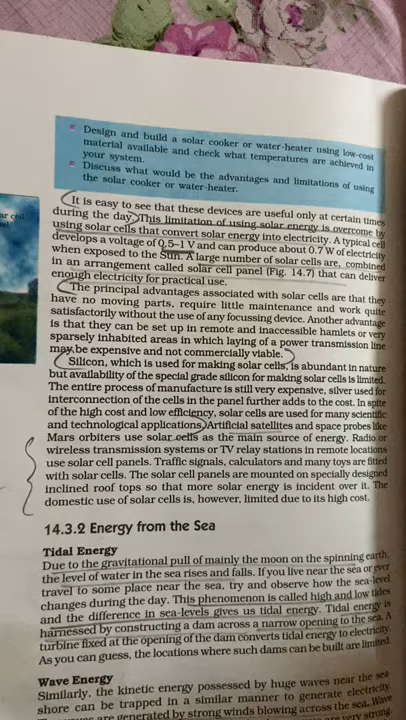 Design and build a solar cooker or water-heater using low-cost
material available and check what temperatures are achieved in
your system.
Discuss what would be the advantages and limitations of using
the solar cooker or water-heater.
ar cell
It is easy to see that these devices are useful only at certain times
during the day. This limitation of using solar energy is overcome by
using solar cells that convert solar energy into electricity. A typical cell
develops a voltage of 0.5–1 V and can produce about 0.7 W of electricity
when exposed to the Sun. A large number of solar cells are, combined
in an arrangement called solar cell panel (Fig. 14.7) that can deliver
enough electricity for practical use.
The principal advantages associated with solar cells are that they
have no moving parts, require little maintenance and work quite
satisfactorily without the use of any focussing device. Another advantage
is that they can be set up in remote and inaccessible hamlets or very
sparsely inhabited areas in which laying of a power transmission line
may be expensive and not commercially viable.
Silicon, which is used for making solar cells, is abundant in nature
but availability of the special grade silicon for making solar cells is limited.
The entire process of manufacture is still very expensive, silver used for
interconnection of the cells in the panel further adds to the cost. In spite
of the high cost and low efficiency, solar cells are used for many scientific
and technological applications. Artificial satellites and space probes like
Mars orbiters use solar cells as the main source of energy. Radio or
wireless transmission systems or TV relay stations in remote locations
use solar cell panels. Traffic signals, calculators and many toys are fitted
with solar cells. The solar cell panels are mounted on specially designed
inclined roof tops so that more solar energy is incident over it. The
domestic use of solar cells is, however, limited due to its high cost.
14.3.2 Energy from the Sea
Tidal Energy
Due to the gravitational pull of mainly the moon on the spinning earth,
the level of water in the sea rises and falls. If you live near the sea or ever
travel to some place near the sea, try and observe how the sea-level
changes during the day. This phenomenon is called high and low tides
and the difference in sea-levels gives us tidal energy. Tidal energy is
harnessed by constructing a dam across a narrow opening to the sea. A
turbine fixed at the opening of the dam converts tidal energy to electricity.
As you can guess, the locations where such dams can be built are limited.
Wave Energy
Similarly, the kinetic energy possessed by huge waves near the sea
shore can be trapped in a similar manner to generate electricity.
waves are generated by strong winds blowing across the sea. Wave
very strong